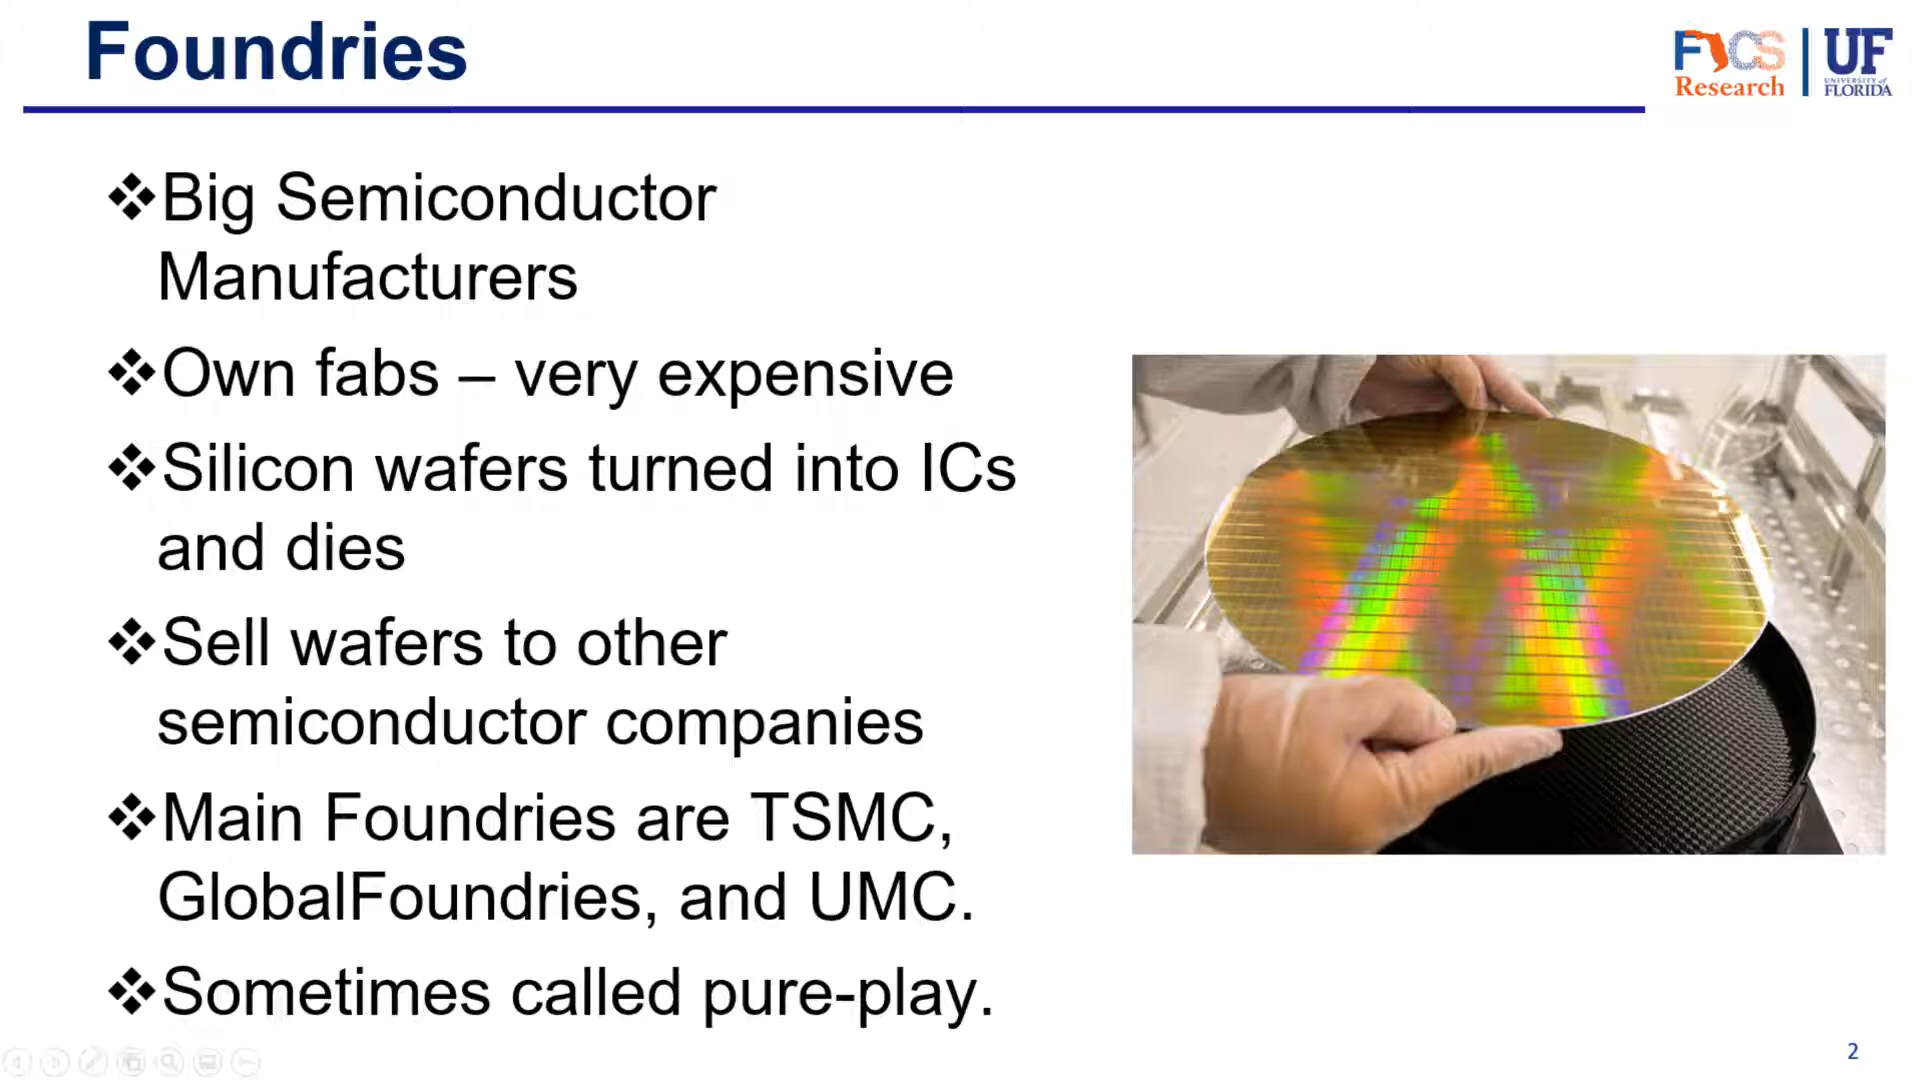 Foundries
FICS
Research
UF
UNIVERSITY of
FLORIDA
❖Big Semiconductor
Manufacturers
❖Own fabs – very expensive
❖Silicon wafers turned into ICs
and dies
❖Sell wafers to other
semiconductor companies
❖Main Foundries are TSMC,
GlobalFoundries, and UMC.
❖Sometimes called pure-play.
2